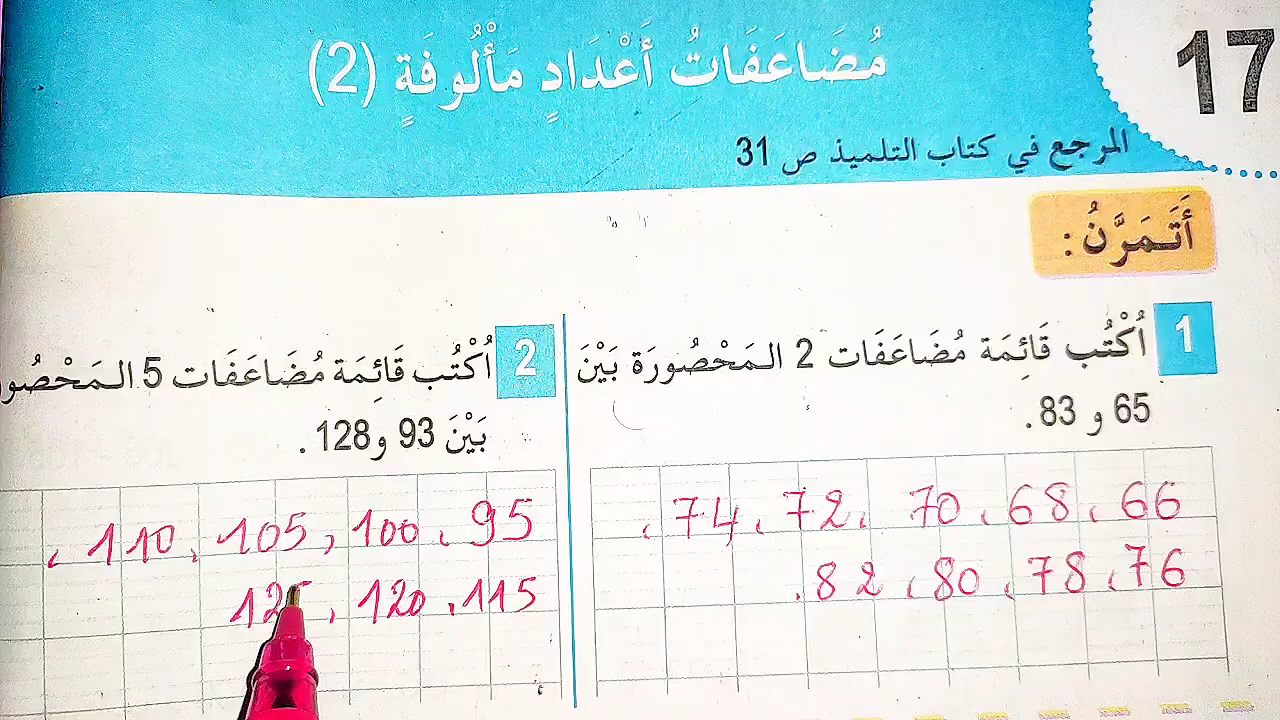 17
مُضَاعَفَاتُ أَعْدَادٍ مَأْلُوفَةٍ (2)
المرجع في كتاب التلميذ ص 31
أَتَمَرَّنُ :
1
اُكْتُب قَائِمَة مُضَاعَفَات 2 المَحْصُورَة بَيْنَ
65 و 83 .
66 ، 68 ، 70 ، 72 ، 74 ،
76 ، 78 ، 80 ، 82 .
2
اُكْتُب قَائِمَة مُضَاعَفَات 5
بَيْنَ 93 و128 .
95 ، 100 ، 105 ، 110 ،
115 ، 120 ، 125